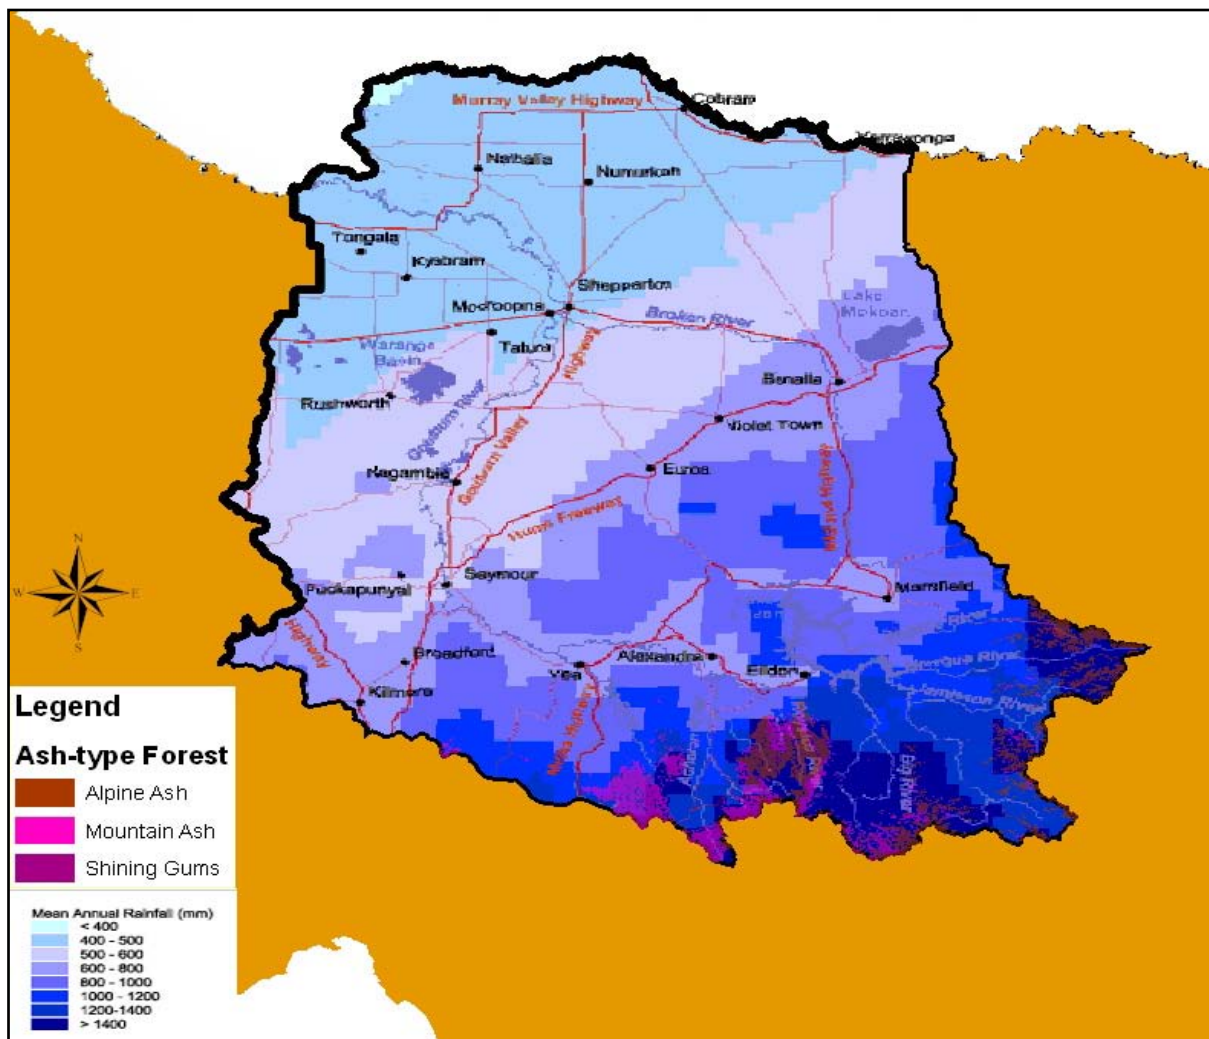 Murray Valley Highway
Cobram
Yarrawonga
Nathalia
Numurkah
Tongala
Kyabram
Shepparton
Mooroopna
Broken River
Lake
Mokoan
Waranga
Basin
Tatura
Highway
Benalla
Rushworth
Goulburn River
Violet Town
Goulburn Valley
Nagambie
Euroa
Hume Freeway
Midland Highway
N
W
E
S
Puckapunyal
Seymour
Mansfield
Highway
Broadford
Yea
Alexandra
Eildon
Kilmore
Jamieson River
Big River
Legend
Ash-type Forest
Alpine Ash
Mountain Ash
Shining Gums
Mean Annual Rainfall (mm)
< 400
400 - 500
500 - 600
600 - 800
800 - 1000
1000 - 1200
1200-1400
> 1400